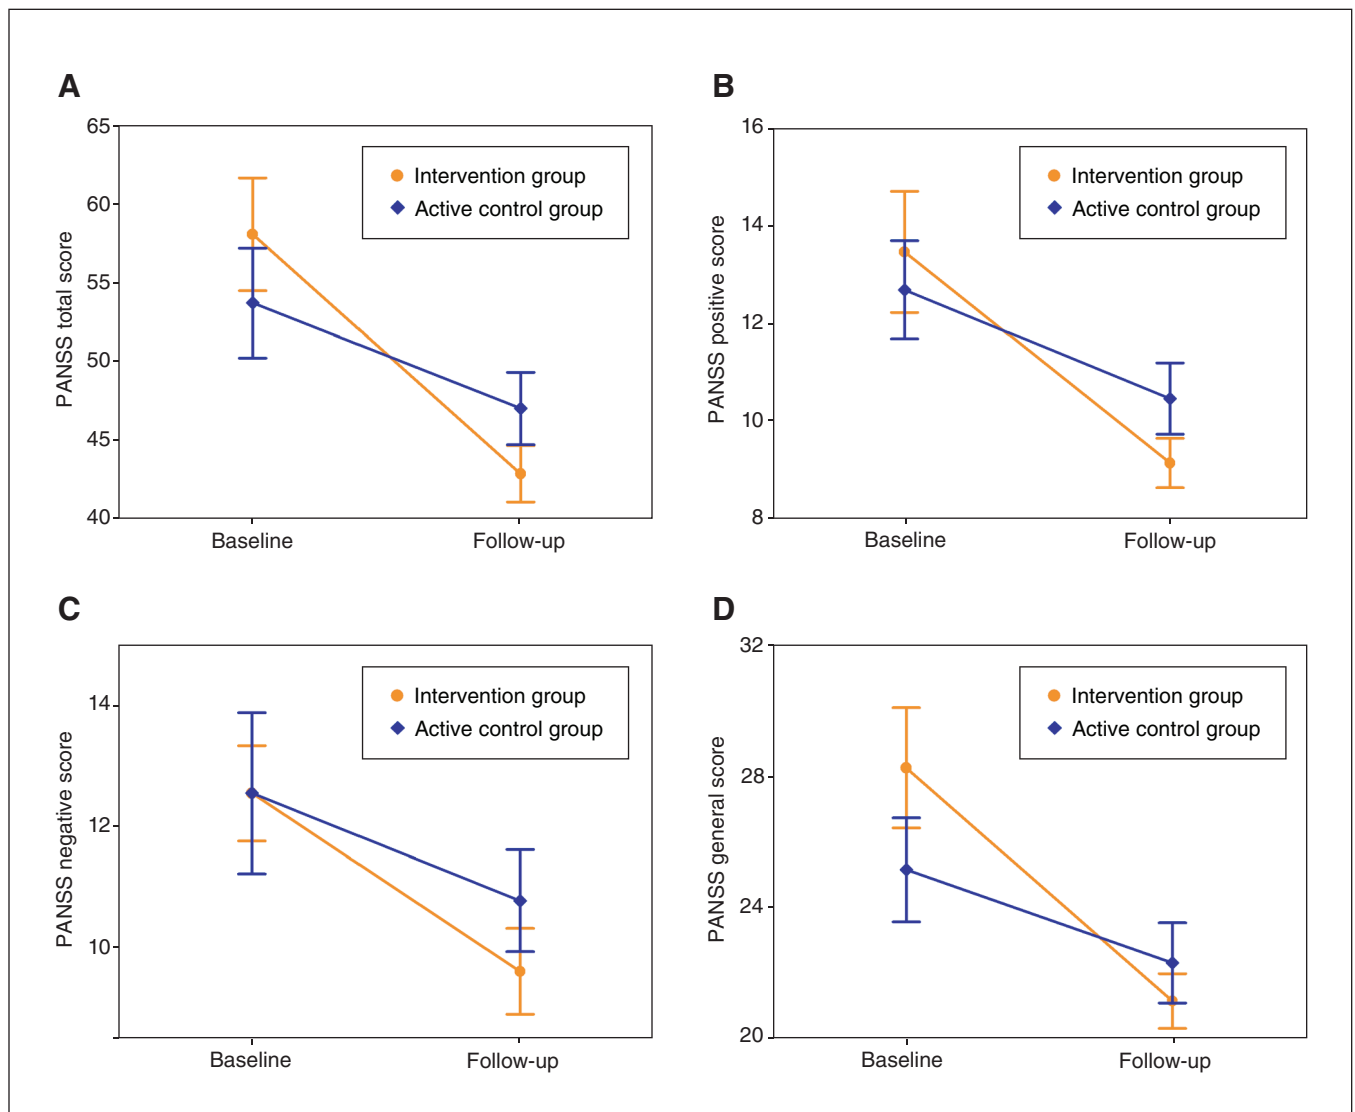 A
65
60
55
50
45
40
PANSS total score
Intervention group
Active control group
Baseline
Follow-up
B
16
14
12
10
8
PANSS positive score
Intervention group
Active control group
Baseline
Follow-up
C
14
12
10
PANSS negative score
Intervention group
Active control group
Baseline
Follow-up
D
32
28
24
20
PANSS general score
Intervention group
Active control group
Baseline
Follow-up